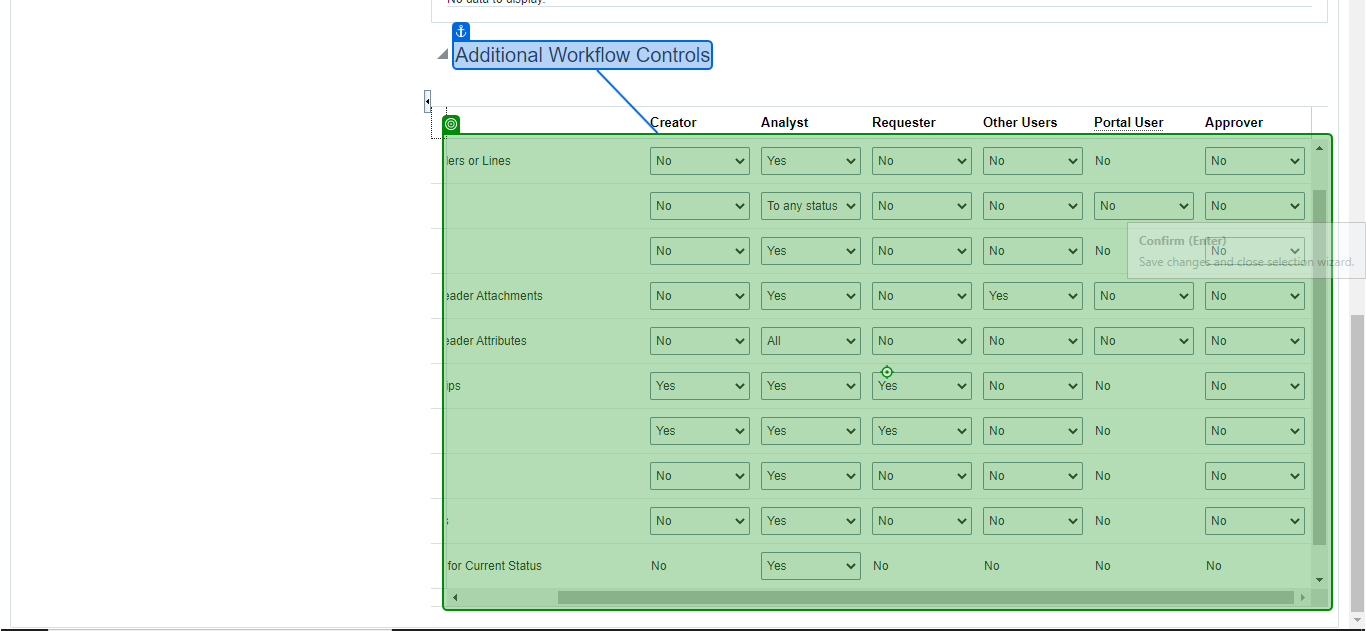 No data to display.
Additional Workflow Controls
Creator Analyst Requester Other Users Portal User Approver
ders or Lines No Yes No No No No
No To any status No No No No
No Yes No No No No
Confirm (Enter)
Save changes and close selection wizard.
eader Attachments No Yes No Yes No No
eader Attributes No All No No No No
ips Yes Yes Yes No No No
Yes Yes Yes No No No
No Yes No No No No
s No Yes No No No No
for Current Status No Yes No No No No